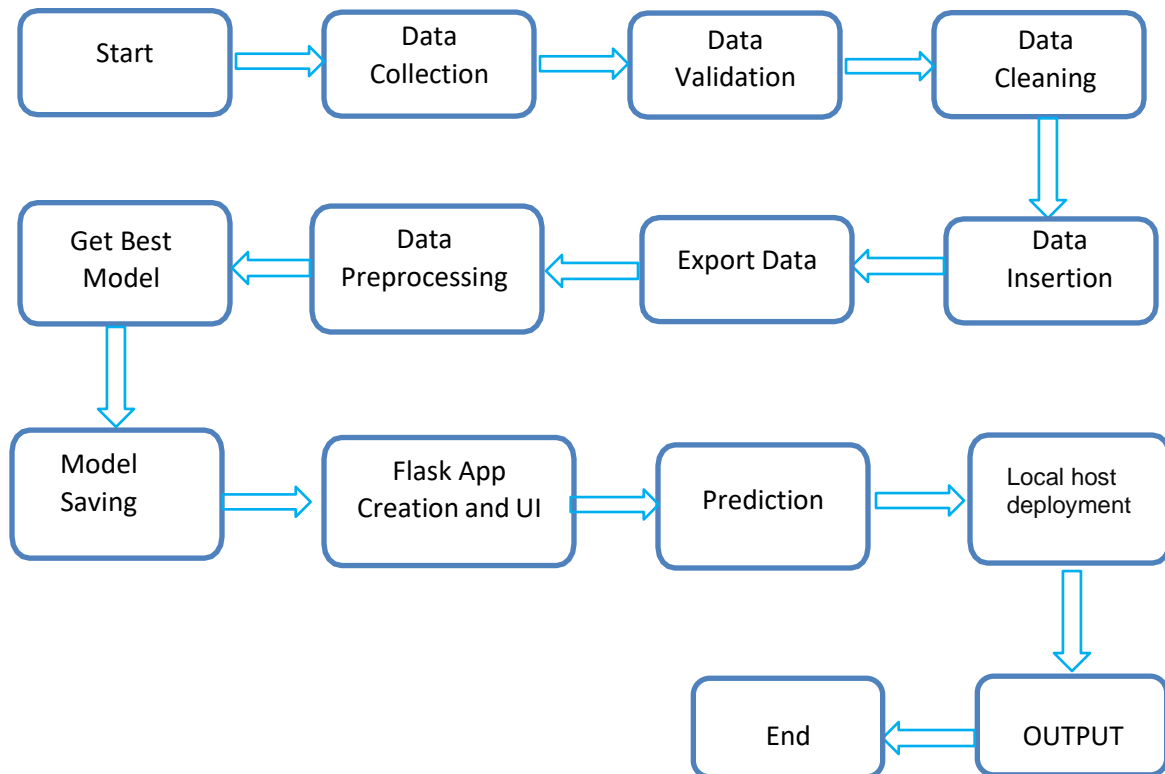 Start
Data
Collection
Data
Validation
Data
Cleaning
Data
Insertion
Export Data
Data
Preprocessing
Get Best
Model
Model
Saving
Flask App
Creation and UI
Prediction
Local host
deployment
OUTPUT
End